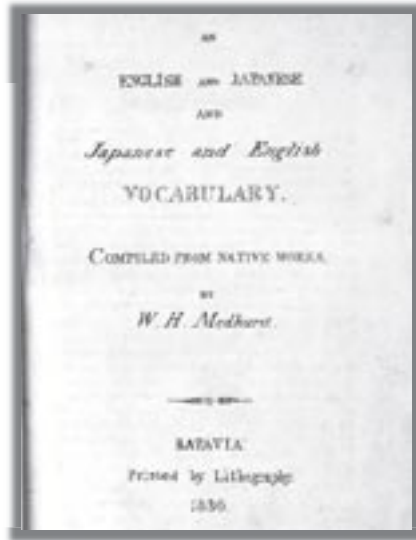 AN
ENGLISH AND JAPANESE
AND
Japanese and English
VOCABULARY.
COMPILED FROM NATIVE WORKS.
BY
W. H. Medhurst.
BATAVIA
Printed by Lithography.